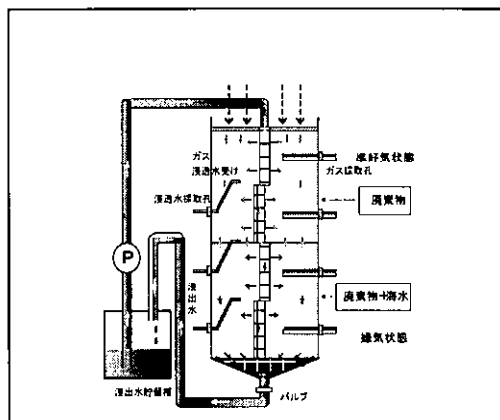 ガス
浸透水受け
浸透水採取孔
準好気状態
ガス採取孔
廃棄物
P
浸出水
廃棄物+海水
嫌気状態
浸出水貯留槽
バルブ